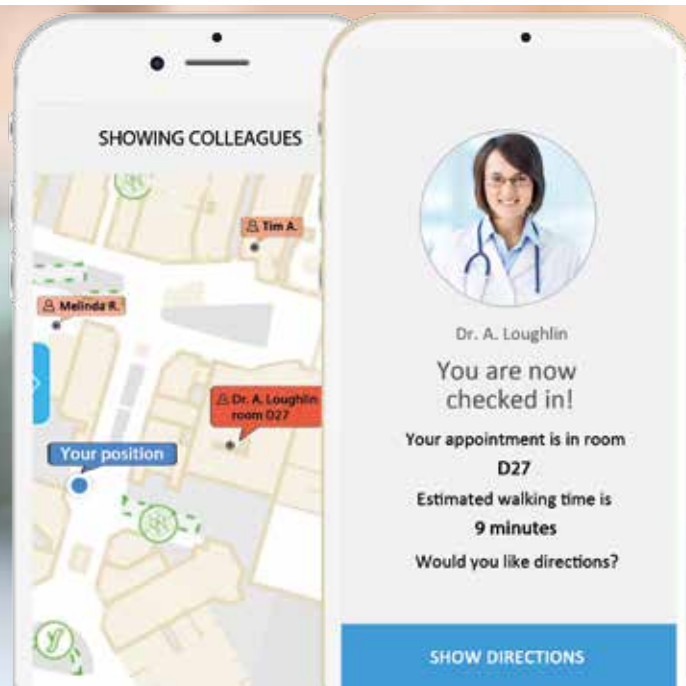 SHOWING COLLEAGUES
Tim A.
Melinda R.
Dr. A. Loughlin
room D27
Your position
Dr. A. Loughlin
You are now
checked in!
Your appointment is in room
D27
Estimated walking time is
9 minutes
Would you like directions?
SHOW DIRECTIONS